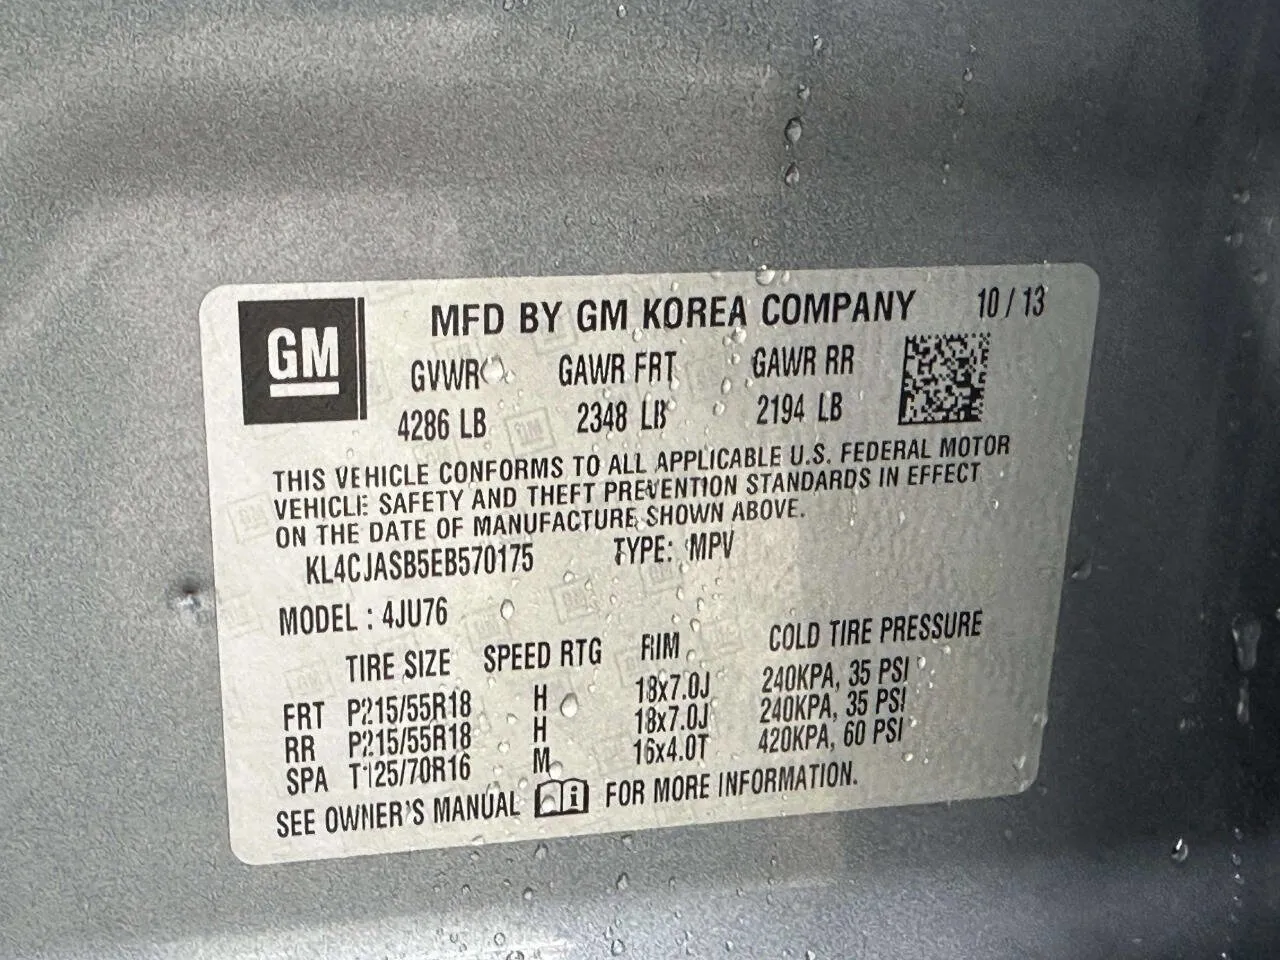 GM
MFD BY GM KOREA COMPANY 10 / 13
GVWR GAWR FRT GAWR RR
4286 LB 2348 LB 2194 LB
THIS VEHICLE CONFORMS TO ALL APPLICABLE U.S. FEDERAL MOTOR
VEHICLE SAFETY AND THEFT PREVENTION STANDARDS IN EFFECT
ON THE DATE OF MANUFACTURE SHOWN ABOVE.
KL4CJASB5EB570175 TYPE: MPV
MODEL : 4JU76
TIRE SIZE SPEED RTG RIM COLD TIRE PRESSURE
FRT P215/55R18 H 18x7.0J 240KPA, 35 PSI
RR P215/55R18 H 18x7.0J 240KPA, 35 PSI
SPA T125/70R16 M 16x4.0T 420KPA, 60 PSI
SEE OWNER'S MANUAL i FOR MORE INFORMATION.